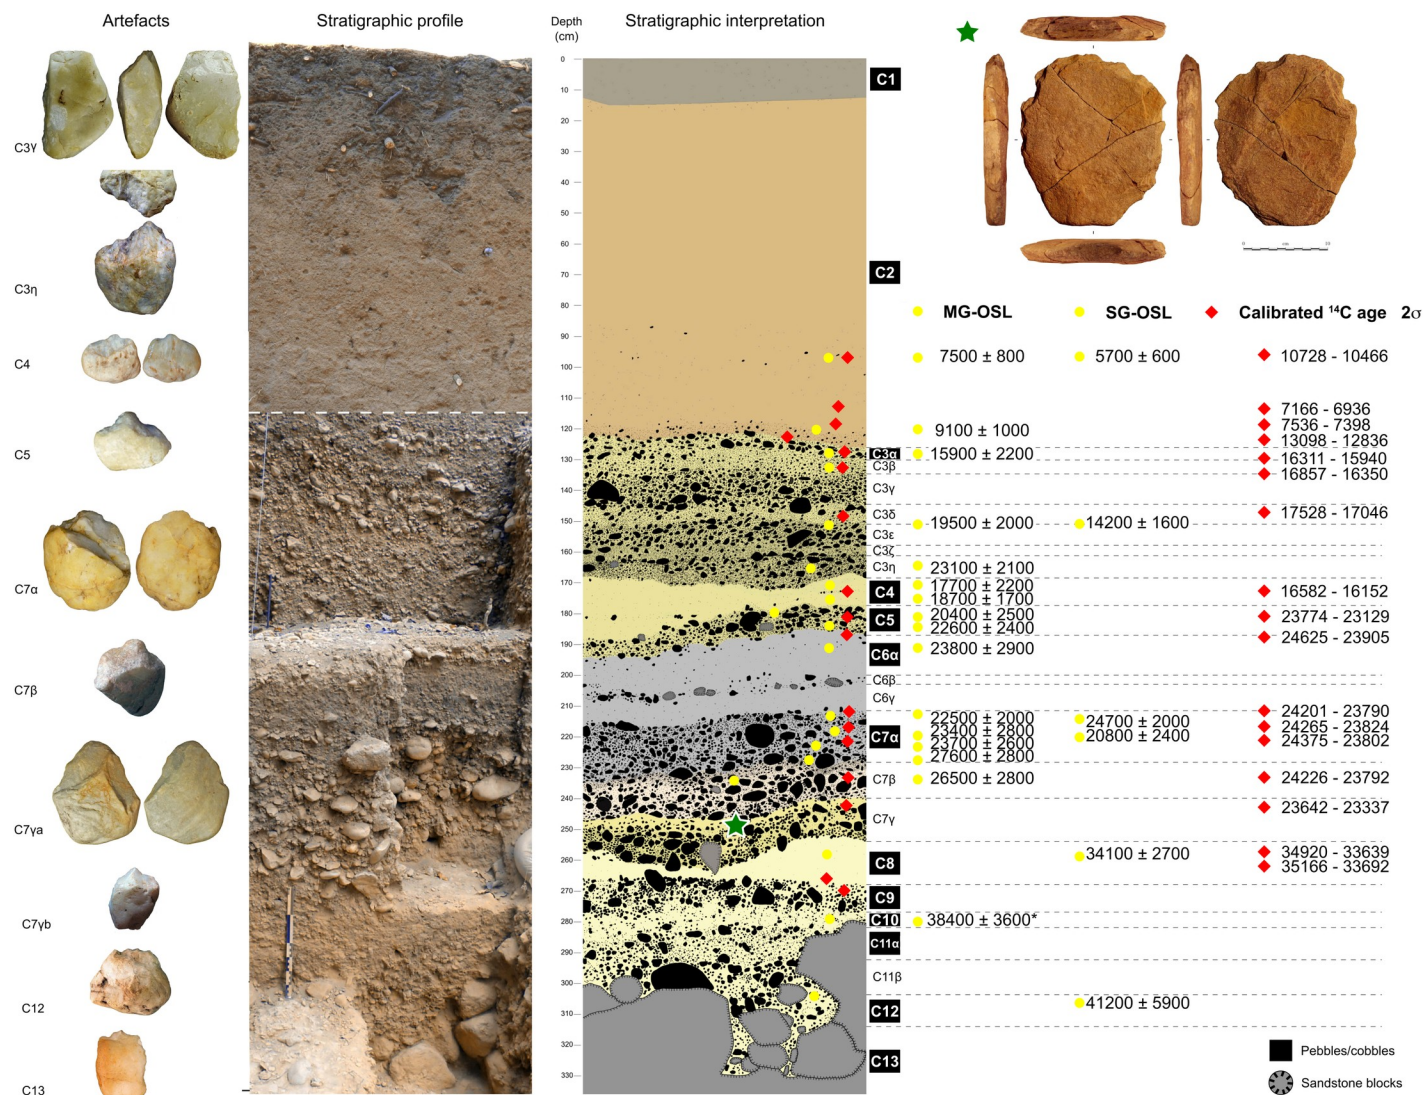 Artefacts
Stratigraphic profile
Depth
(cm)
Stratigraphic interpretation
C3γ
C3η
C4
C5
C7α
C7β
C7γa
C7γb
C12
C13
0
10
20
30
40
50
60
70
80
90
100
110
120
130
140
150
160
170
180
190
200
210
220
230
240
250
260
270
280
290
300
310
320
330
C1
C2
C3α
C3β
C3γ
C3δ
C3ε
C3ζ
C3η
C4
C5
C6α
C6β
C6γ
C7α
C7β
C7γ
C8
C9
C10
C11α
C11β
C12
C13
0 cm 10
MG-OSL
7500 ± 800
9100 ± 1000
15900 ± 2200
19500 ± 2000
23100 ± 2100
17700 ± 2200
18700 ± 1700
20400 ± 2500
22600 ± 2400
23800 ± 2900
22500 ± 2000
23400 ± 2800
23700 ± 2600
27600 ± 2800
26500 ± 2800
38400 ± 3600*
SG-OSL
5700 ± 600
14200 ± 1600
24700 ± 2000
20800 ± 2400
34100 ± 2700
41200 ± 5900
Calibrated ¹⁴C age 2σ
10728 - 10466
7166 - 6936
7536 - 7398
13098 - 12836
16311 - 15940
16857 - 16350
17528 - 17046
16582 - 16152
23774 - 23129
24625 - 23905
24201 - 23790
24265 - 23824
24375 - 23802
24226 - 23792
23642 - 23337
34920 - 33639
35166 - 33692
Pebbles/cobbles
Sandstone blocks